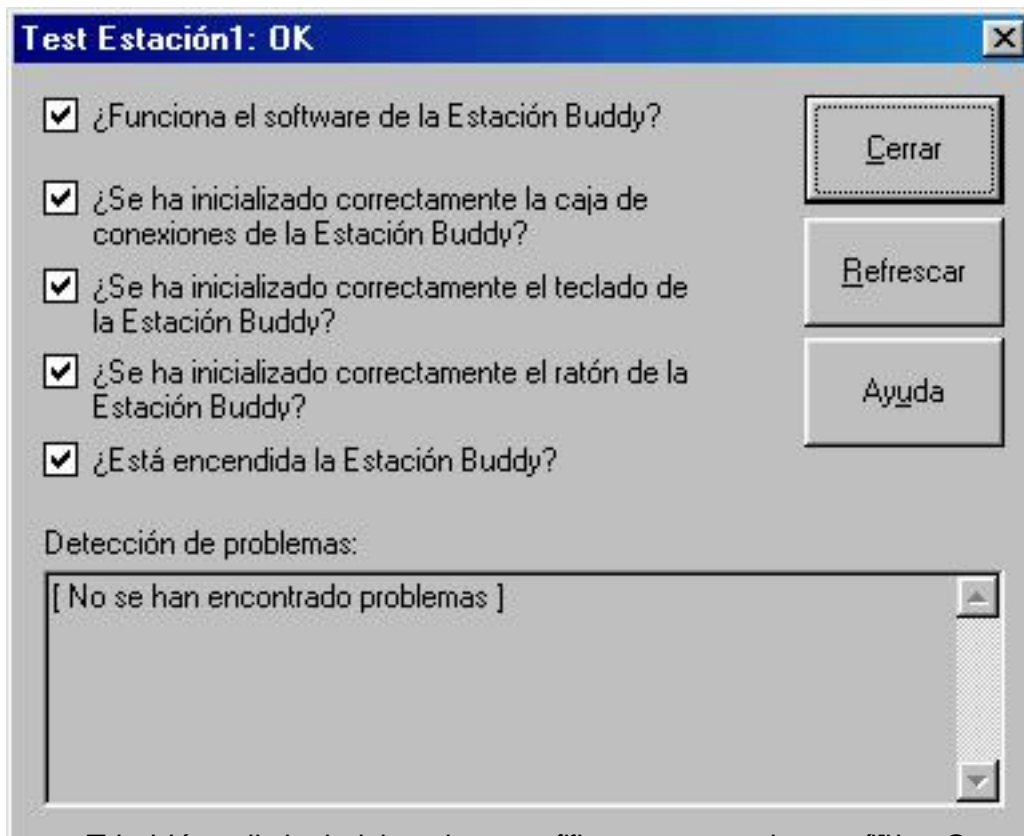 Test Estación1: OK
¿Funciona el software de la Estación Buddy?
¿Se ha inicializado correctamente la caja de
conexiones de la Estación Buddy?
¿Se ha inicializado correctamente el teclado de
la Estación Buddy?
¿Se ha inicializado correctamente el ratón de la
Estación Buddy?
¿Está encendida la Estación Buddy?
Cerrar
Refrescar
Ayuda
Detección de problemas:
[ No se han encontrado problemas ]